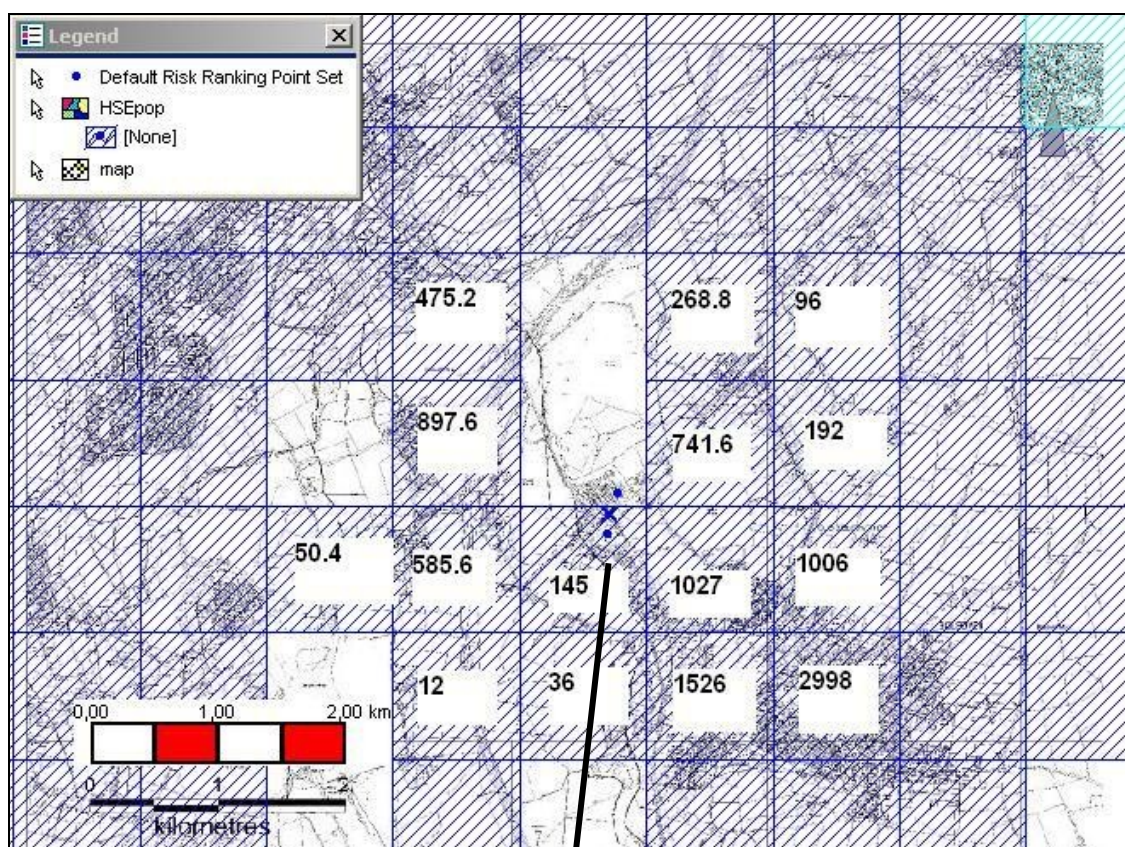 Legend
Default Risk Ranking Point Set
HSEpop
[None]
map
475.2 268.8 96
897.6 741.6 192
50.4 585.6 145 1027 1006
12 36 1526 2998
0,00 1,00 2,00 km
0 1 2
kilometres